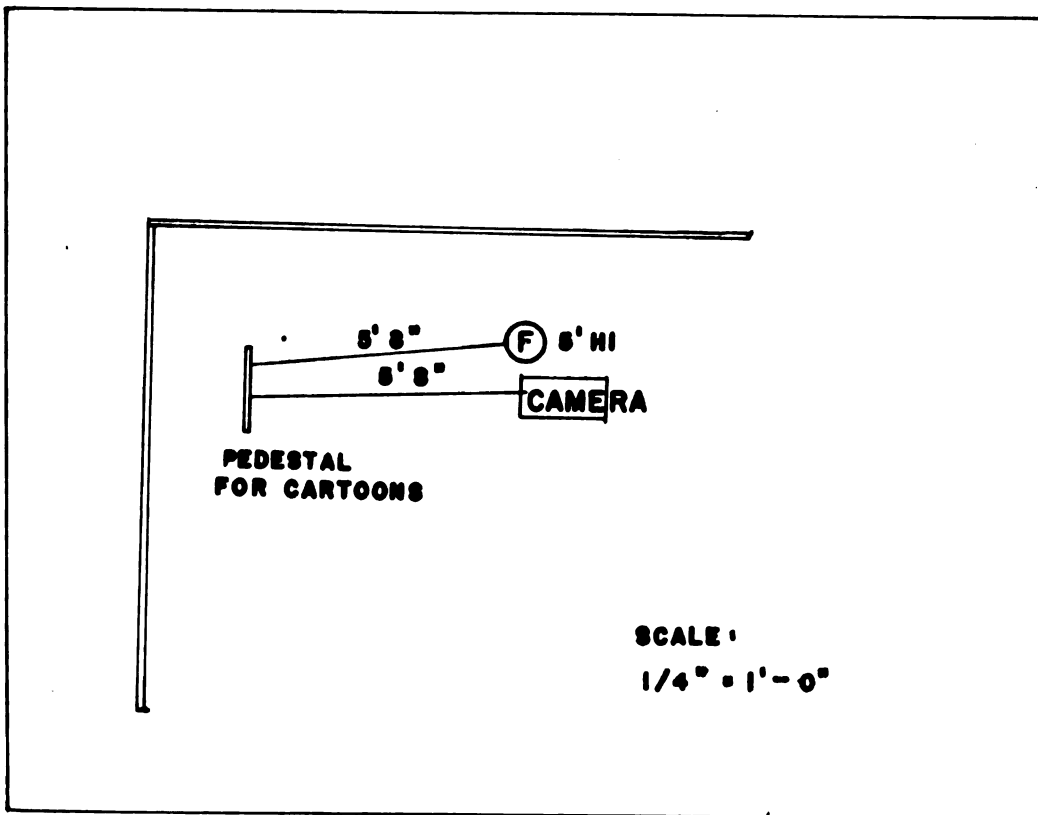 5' 8"
F 5' HI
5' 8"
CAMERA
PEDESTAL
FOR CARTOONS
SCALE:
1/4" = 1'-0"